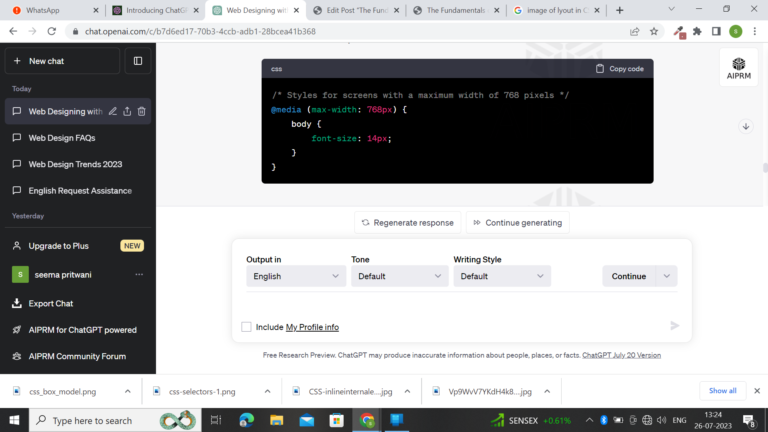 WhatsApp
Introducing ChatG
Web Designing with
Edit Post "The Fund
The Fundamentals
image of lyout in C
chat.openai.com/c/b7d6ed17-70b3-4ccb-adb1-28bcea41b368
S
New chat
Today
Web Designing with
Web Design FAQs
Web Design Trends 2023
English Request Assistance
Yesterday
Upgrade to Plus NEW
S seema pritwani ...
Export Chat
AIPRM for ChatGPT powered
AIPRM Community Forum
css Copy code
/* Styles for screens with a maximum width of 768 pixels */
@media (max-width: 768px) {
body {
font-size: 14px;
}
}
AIPRM
Regenerate response Continue generating
Output in Tone Writing Style
English Default Default Continue
Include My Profile info
Free Research Preview. ChatGPT may produce inaccurate information about people, places, or facts. ChatGPT July 20 Version
css_box_model.png css-selectors-1.png CSS-inlineinternale....jpg Vp9WvV7YKdH4k8....jpg Show all
Type here to search SENSEX +0.61% ENG 13:24
26-07-2023